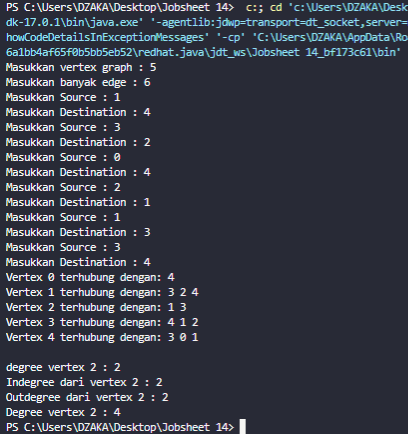 PS C:\Users\DZAKA\Desktop\Jobsheet 14> c:; cd 'c:\Users\DZAKA\Desk
dk-17.0.1\bin\java.exe' '-agentlib:jdwp=transport=dt_socket,server=
howCodeDetailsInExceptionMessages' '-cp' 'C:\Users\DZAKA\AppData\Ro
6a1bb4af65f0b5bb5eb52\redhat.java\jdt_ws\Jobsheet 14_bf173c61\bin'
Masukkan vertex graph : 5
Masukkan banyak edge : 6
Masukkan Source : 1
Masukkan Destination : 4
Masukkan Source : 3
Masukkan Destination : 2
Masukkan Source : 0
Masukkan Destination : 4
Masukkan Source : 2
Masukkan Destination : 1
Masukkan Source : 1
Masukkan Destination : 3
Masukkan Source : 3
Masukkan Destination : 4
Vertex 0 terhubung dengan: 4
Vertex 1 terhubung dengan: 3 2 4
Vertex 2 terhubung dengan: 1 3
Vertex 3 terhubung dengan: 4 1 2
Vertex 4 terhubung dengan: 3 0 1
degree vertex 2 : 2
Indegree dari vertex 2 : 2
Outdegree dari vertex 2 : 2
Degree vertex 2 : 4
PS C:\Users\DZAKA\Desktop\Jobsheet 14>